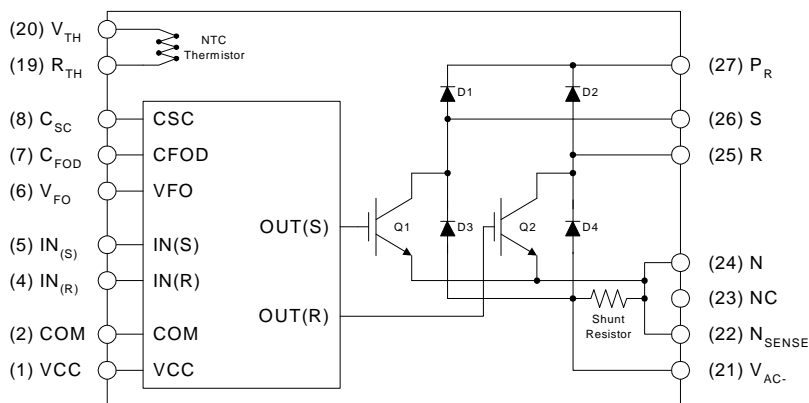 (20) V_TH
NTC
Thermistor
(19) R_TH
(27) P_R
D1
D2
(8) C_SC
CSC
(26) S
(7) C_FOD
CFOD
(25) R
(6) V_FO
VFO
OUT(S)
Q1
D3
Q2
D4
(5) IN_(S)
IN(S)
(24) N
(4) IN_(R)
IN(R)
(23) NC
OUT(R)
Shunt
Resistor
(2) COM
COM
(22) N_SENSE
(1) VCC
VCC
(21) V_AC-